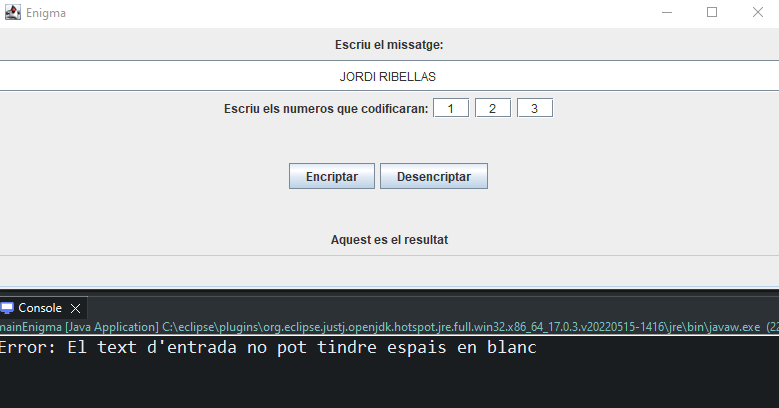 Enigma
Escriu el missatge:
JORDI RIBELLAS
Escriu els numeros que codificaran: 1 2 3
Encriptar Desencriptar
Aquest es el resultat
Console
mainEnigma [Java Application] C:\eclipse\plugins\org.eclipse.justj.openjdk.hotspot.jre.full.win32.x86_64_17.0.3.v20220515-1416\jre\bin\javaw.exe (22
Error: El text d'entrada no pot tindre espais en blanc